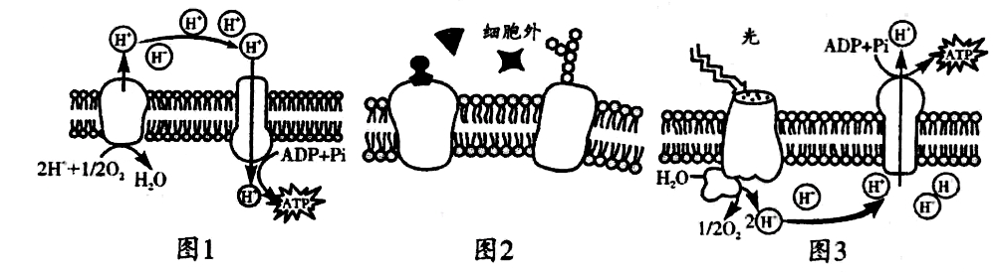 H⁺ H⁺ H⁺ H⁺ H⁺
2H⁺+1/2O₂ H₂O
ADP+Pi
H⁺ ATP
图1
细胞外
图2
光
ADP+Pi H⁺ ATP
H₂O
1/2O₂ 2H⁺ H⁺ H⁺ H⁺ H⁺
图3